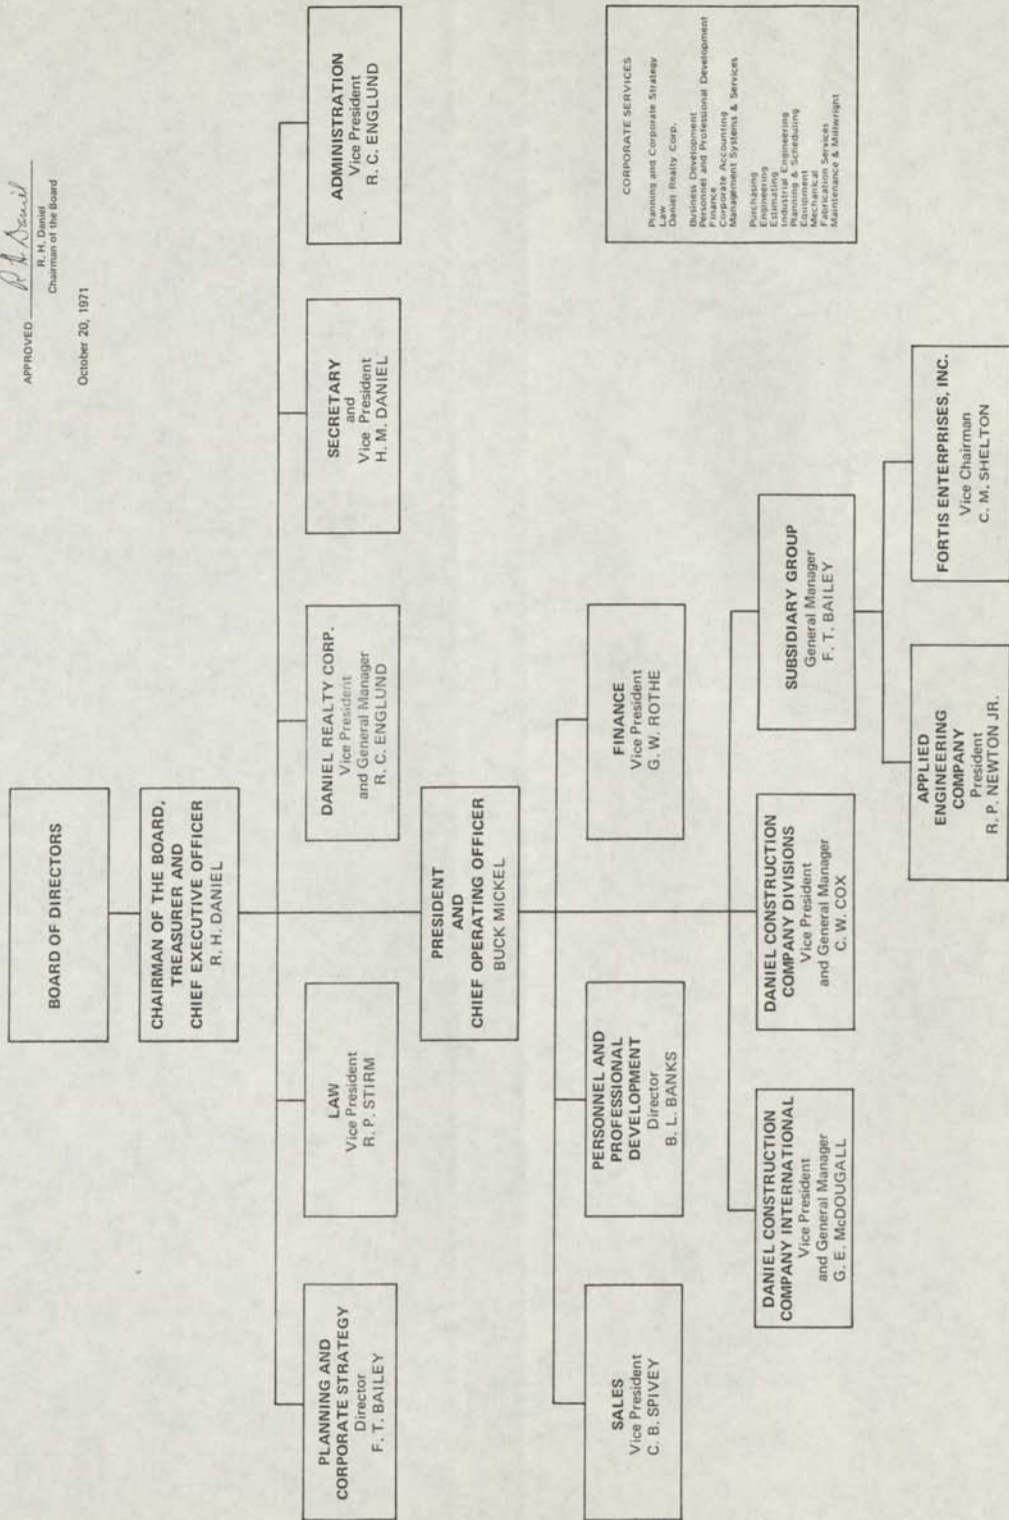 APPROVED R H Daniel
R. H. Daniel
Chairman of the Board
October 20, 1971
BOARD OF DIRECTORS
CHAIRMAN OF THE BOARD,
TREASURER AND
CHIEF EXECUTIVE OFFICER
R. H. DANIEL
PLANNING AND
CORPORATE STRATEGY
Director
F. T. BAILEY
LAW
Vice President
R. P. STIRM
DANIEL REALTY CORP.
Vice President
and General Manager
R. C. ENGLUND
SECRETARY
and
Vice President
H. M. DANIEL
ADMINISTRATION
Vice President
R. C. ENGLUND
PRESIDENT
AND
CHIEF OPERATING OFFICER
BUCK MICKEL
SALES
Vice President
C. B. SPIVEY
PERSONNEL AND
PROFESSIONAL
DEVELOPMENT
Director
B. L. BANKS
FINANCE
Vice President
G. W. ROTHE
CORPORATE SERVICES
Planning and Corporate Strategy
Law
Daniel Realty Corp.
Business Development
Personnel and Professional Development
Finance
Corporate Accounting
Management Systems & Services
Purchasing
Engineering
Estimating
Industrial Engineering
Planning & Scheduling
Equipment
Mechanical
Fabrication Services
Maintenance & Millwright
DANIEL CONSTRUCTION
COMPANY INTERNATIONAL
Vice President
and General Manager
G. E. McDOUGALL
DANIEL CONSTRUCTION
COMPANY DIVISIONS
Vice President
and General Manager
C. W. COX
SUBSIDIARY GROUP
General Manager
F. T. BAILEY
APPLIED
ENGINEERING
COMPANY
President
R. P. NEWTON JR.
FORTIS ENTERPRISES, INC.
Vice Chairman
C. M. SHELTON